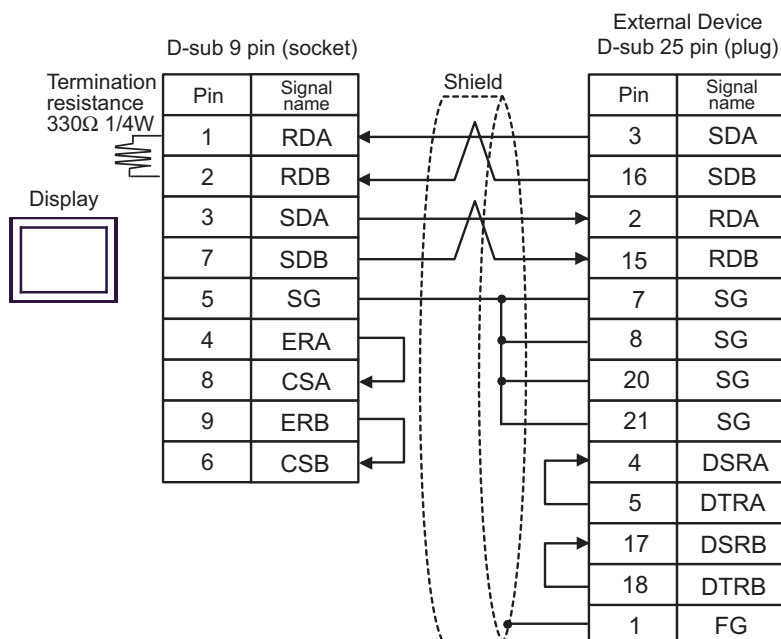 External Device
D-sub 9 pin (socket)
D-sub 25 pin (plug)
Termination
resistance
330Ω 1/4W
Display
Shield
Pin Signal name
1 RDA
2 RDB
3 SDA
7 SDB
5 SG
4 ERA
8 CSA
9 ERB
6 CSB
Pin Signal name
3 SDA
16 SDB
2 RDA
15 RDB
7 SG
8 SG
20 SG
21 SG
4 DSRA
5 DTRA
17 DSRB
18 DTRB
1 FG